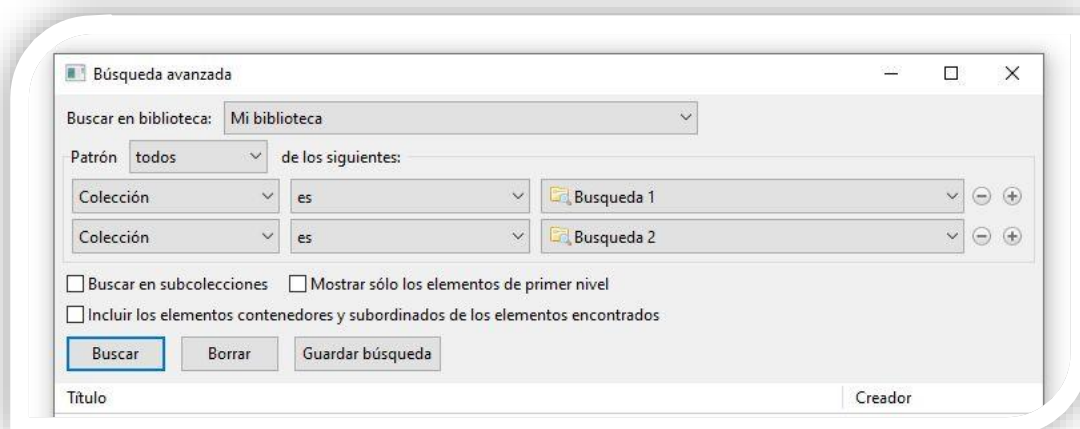 Búsqueda avanzada
Buscar en biblioteca: Mi biblioteca
Patrón todos de los siguientes:
Colección es Busqueda 1
Colección es Busqueda 2
Buscar en subcolecciones Mostrar sólo los elementos de primer nivel
Incluir los elementos contenedores y subordinados de los elementos encontrados
Buscar Borrar Guardar búsqueda
Título Creador